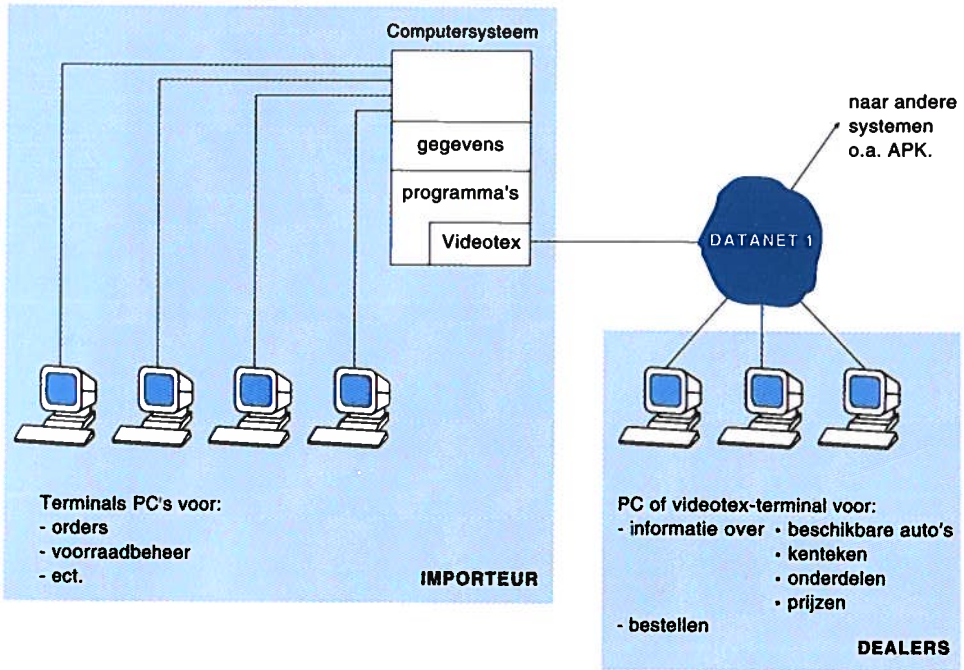 Computersysteem
gegevens
programma's
Videotex
naar andere
systemen
o.a. APK.
DATANET 1
Terminals PC's voor:
- orders
- voorraadbeheer
- ect.
IMPORTEUR
PC of videotex-terminal voor:
- informatie over • beschikbare auto's
• kenteken
• onderdelen
• prijzen
- bestellen
DEALERS